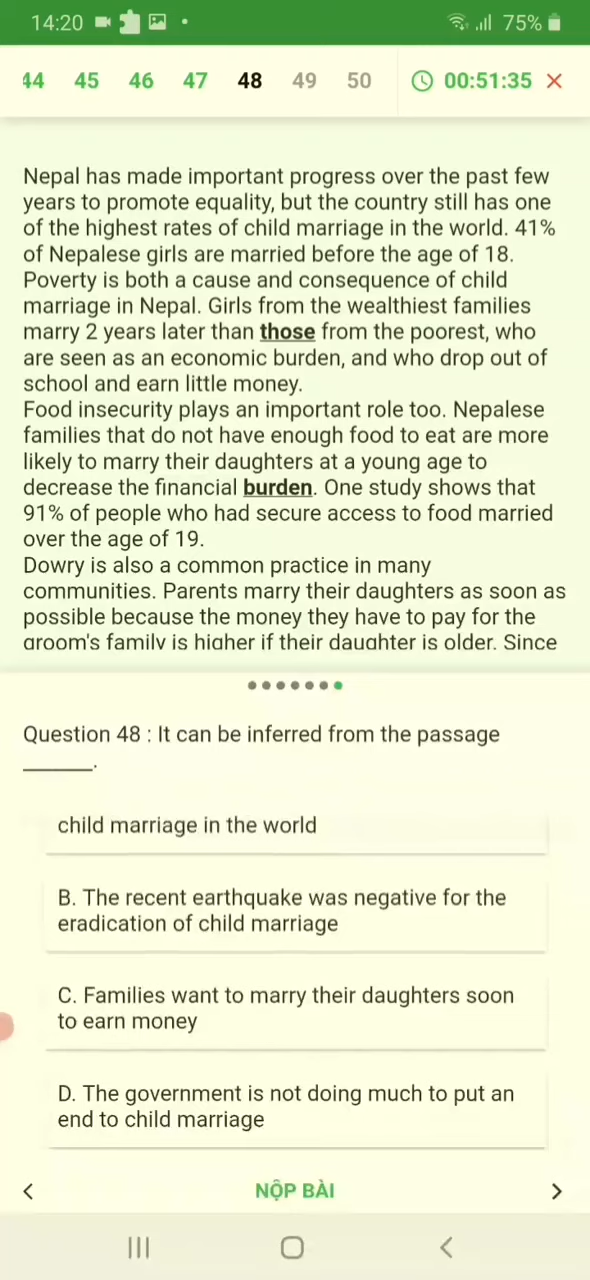 14:20
75%
44 45 46 47 48 49 50 00:51:35
Nepal has made important progress over the past few
years to promote equality, but the country still has one
of the highest rates of child marriage in the world. 41%
of Nepalese girls are married before the age of 18.
Poverty is both a cause and consequence of child
marriage in Nepal. Girls from the wealthiest families
marry 2 years later than those from the poorest, who
are seen as an economic burden, and who drop out of
school and earn little money.
Food insecurity plays an important role too. Nepalese
families that do not have enough food to eat are more
likely to marry their daughters at a young age to
decrease the financial burden. One study shows that
91% of people who had secure access to food married
over the age of 19.
Dowry is also a common practice in many
communities. Parents marry their daughters as soon as
possible because the money they have to pay for the
groom's family is higher if their daughter is older. Since
Question 48 : It can be inferred from the passage
______.
child marriage in the world
B. The recent earthquake was negative for the
eradication of child marriage
C. Families want to marry their daughters soon
to earn money
D. The government is not doing much to put an
end to child marriage
NỘP BÀI